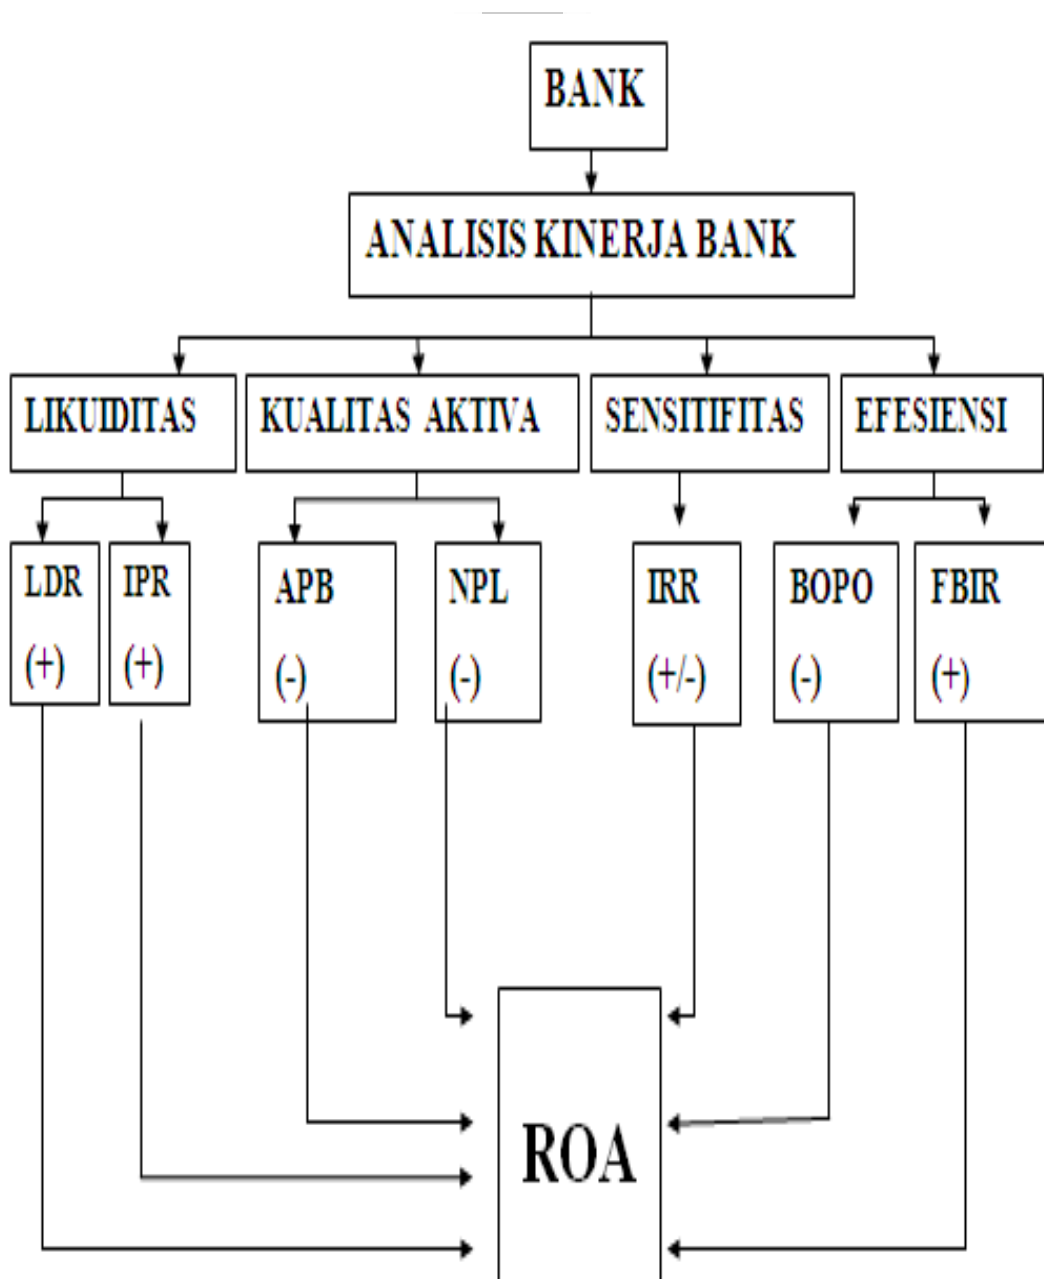 BANK
ANALISIS KINERJA BANK
LIKUIDITAS
KUALITAS AKTIVA
SENSITIFITAS
EFESIENSI
LDR
(+)
IPR
(+)
APB
(-)
NPL
(-)
IRR
(+/-)
BOPO
(-)
FBIR
(+)
ROA